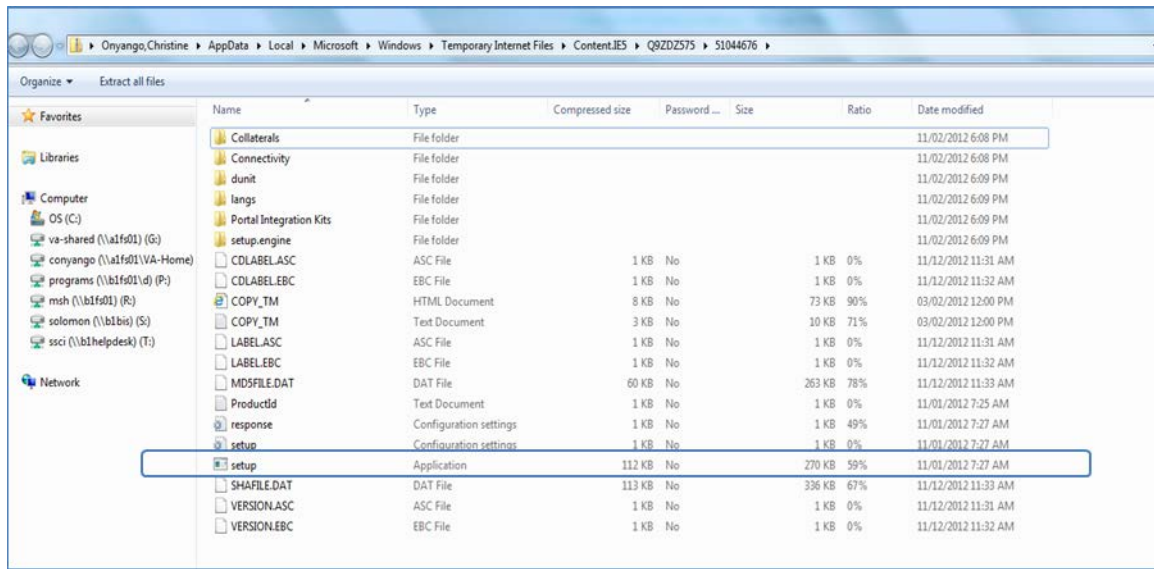 Onyango,Christine ▸ AppData ▸ Local ▸ Microsoft ▸ Windows ▸ Temporary Internet Files ▸ Content.IE5 ▸ Q9ZDZ575 ▸ 51044676 ▸
Organize Extract all files
Favorites
Libraries
Computer
OS (C:)
va-shared (\\a1fs01) (G:)
conyango (\\a1fs01\VA-Home)
programs (\\b1fs01\d) (P:)
msh (\\b1fs01) (R:)
solomon (\\b1bis) (S:)
ssci (\\b1helpdesk) (T:)
Network
Name Type Compressed size Password ... Size Ratio Date modified
Collaterals File folder 11/02/2012 6:08 PM
Connectivity File folder 11/02/2012 6:08 PM
dunit File folder 11/02/2012 6:09 PM
langs File folder 11/02/2012 6:09 PM
Portal Integration Kits File folder 11/02/2012 6:09 PM
setup.engine File folder 11/02/2012 6:09 PM
CDLABEL.ASC ASC File 1 KB No 1 KB 0% 11/12/2012 11:31 AM
CDLABEL.EBC EBC File 1 KB No 1 KB 0% 11/12/2012 11:32 AM
COPY_TM HTML Document 8 KB No 73 KB 90% 03/02/2012 12:00 PM
COPY_TM Text Document 3 KB No 10 KB 71% 03/02/2012 12:00 PM
LABEL.ASC ASC File 1 KB No 1 KB 0% 11/12/2012 11:31 AM
LABEL.EBC EBC File 1 KB No 1 KB 0% 11/12/2012 11:32 AM
MD5FILE.DAT DAT File 60 KB No 263 KB 78% 11/12/2012 11:33 AM
ProductId Text Document 1 KB No 1 KB 0% 11/01/2012 7:25 AM
response Configuration settings 1 KB No 1 KB 49% 11/01/2012 7:27 AM
setup Configuration settings 1 KB No 1 KB 0% 11/01/2012 7:27 AM
setup Application 112 KB No 270 KB 59% 11/01/2012 7:27 AM
SHAFILE.DAT DAT File 113 KB No 336 KB 67% 11/12/2012 11:33 AM
VERSION.ASC ASC File 1 KB No 1 KB 0% 11/12/2012 11:31 AM
VERSION.EBC EBC File 1 KB No 1 KB 0% 11/12/2012 11:32 AM